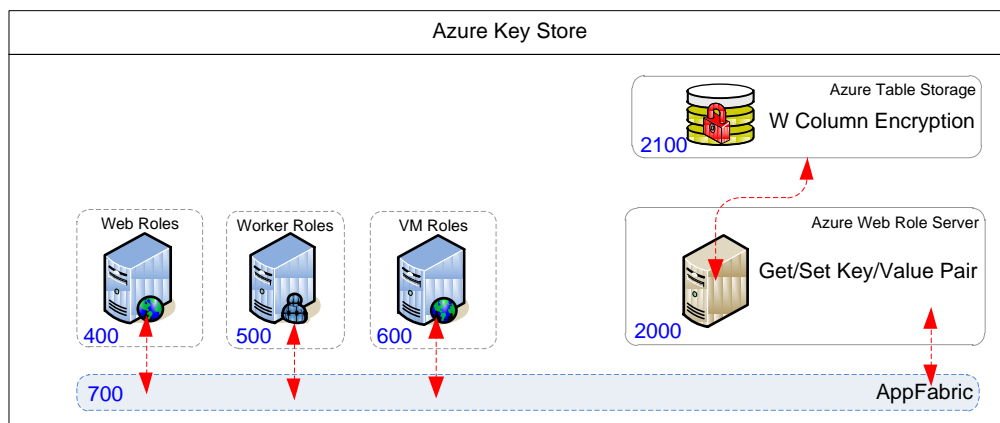 Azure Key Store
Azure Table Storage
W Column Encryption
2100
Web Roles
Worker Roles
VM Roles
Azure Web Role Server
Get/Set Key/Value Pair
400
500
600
2000
700
AppFabric